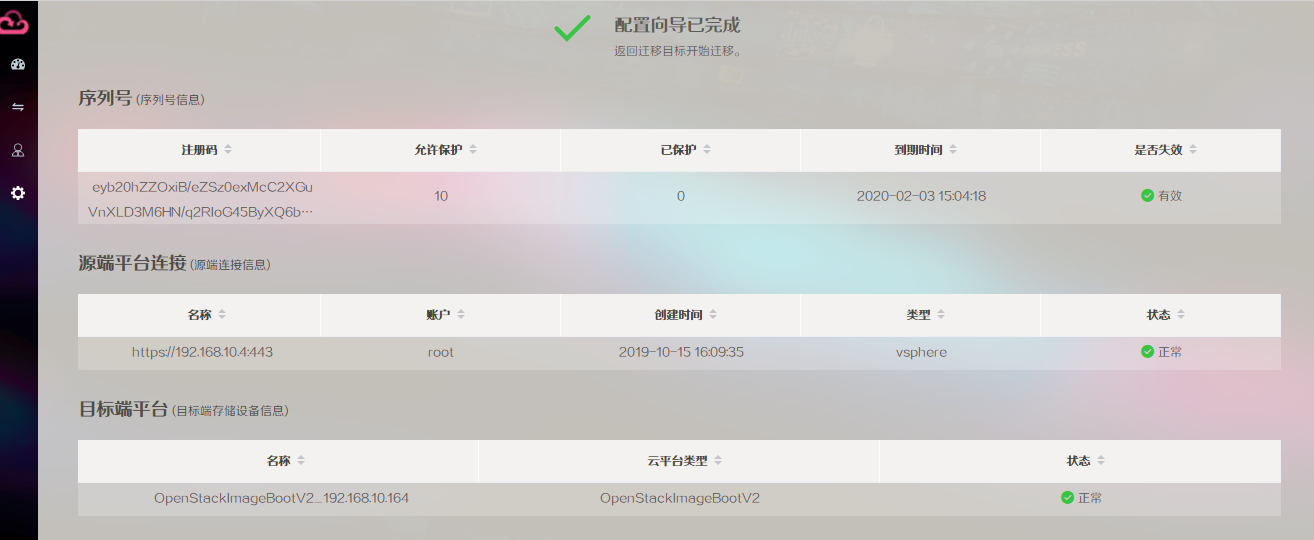 配置向导已完成
返回迁移目标开始迁移。
序列号 (序列号信息)
注册码 允许保护 已保护 到期时间 是否失效
eyb20hZZOxiB/eZSz0exMcC2XGu
VnXLD3M6HN/q2RIoG45ByXQ6b… 10 0 2020-02-03 15:04:18 有效
源端平台连接 (源端连接信息)
名称 账户 创建时间 类型 状态
https://192.168.10.4:443 root 2019-10-15 16:09:35 vsphere 正常
目标端平台 (目标端存储设备信息)
名称 云平台类型 状态
OpenStackImageBootV2_192.168.10.164 OpenStackImageBootV2 正常